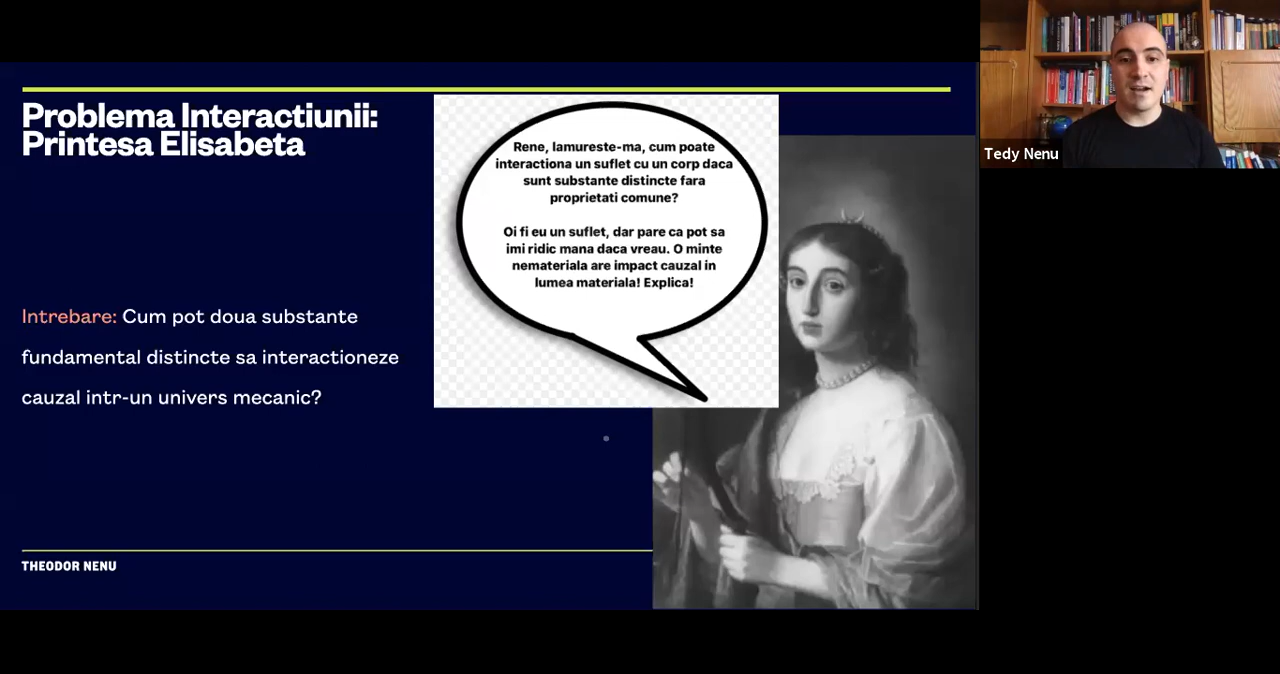 Problema Interactiunii:
Printesa Elisabeta
Rene, lamureste-ma, cum poate
interactiona un suflet cu un corp daca
sunt substante distincte fara
proprietati comune?
Oi fi eu un suflet, dar pare ca pot sa
imi ridic mana daca vreau. O minte
nemateriala are impact cauzal in
lumea materiala! Explica!
Intrebare: Cum pot doua substante
fundamental distincte sa interactioneze
cauzal intr-un univers mecanic?
THEODOR NENU
Tedy Nenu